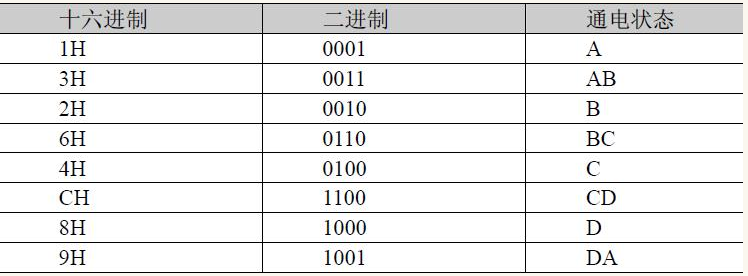 十六进制 二进制 通电状态
1H 0001 A
3H 0011 AB
2H 0010 B
6H 0110 BC
4H 0100 C
CH 1100 CD
8H 1000 D
9H 1001 DA